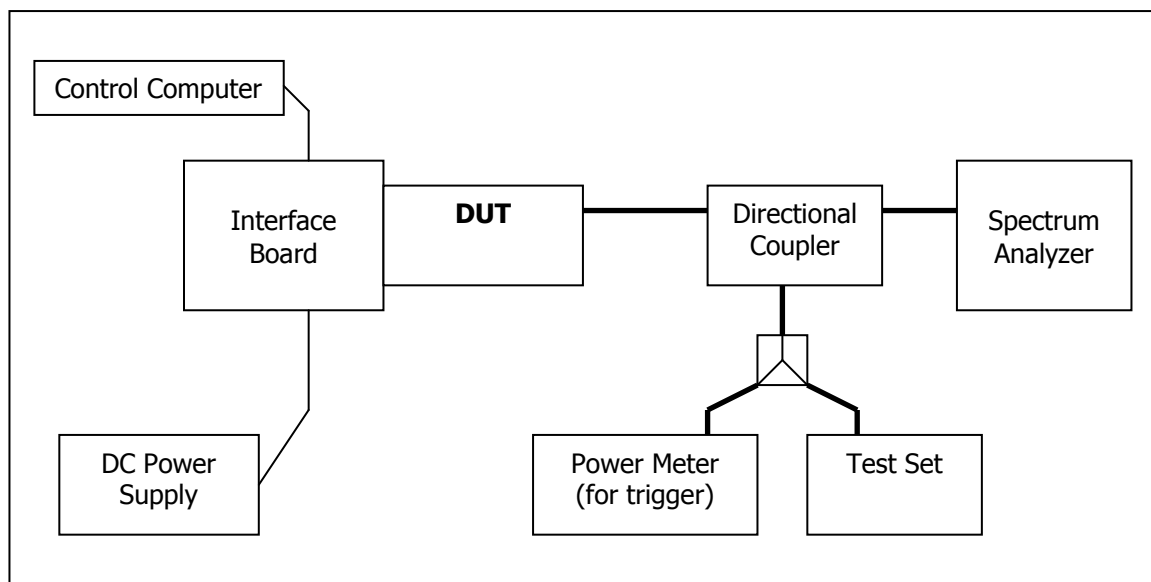 Control Computer
Interface
Board
DUT
Directional
Coupler
Spectrum
Analyzer
DC Power
Supply
Power Meter
(for trigger)
Test Set